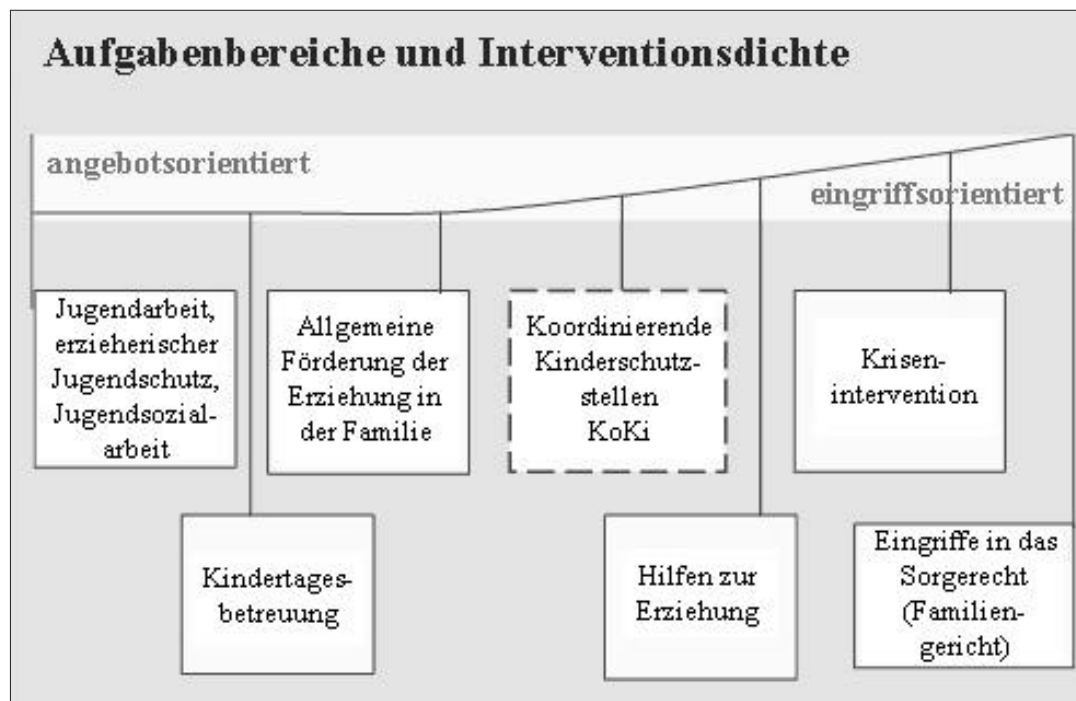 Aufgabenbereiche und Interventionsdichte
angebotsorientiert
eingriffsorientiert
Jugendarbeit,
erzieherischer
Jugendschutz,
Jugendsozial-
arbeit
Allgemeine
Förderung der
Erziehung in
der Familie
Koordinierende
Kinderschutz-
stellen
KoKi
Krisen-
intervention
Kindertages-
betreuung
Hilfen zur
Erziehung
Eingriffe in das
Sorgerecht
(Familien-
gericht)